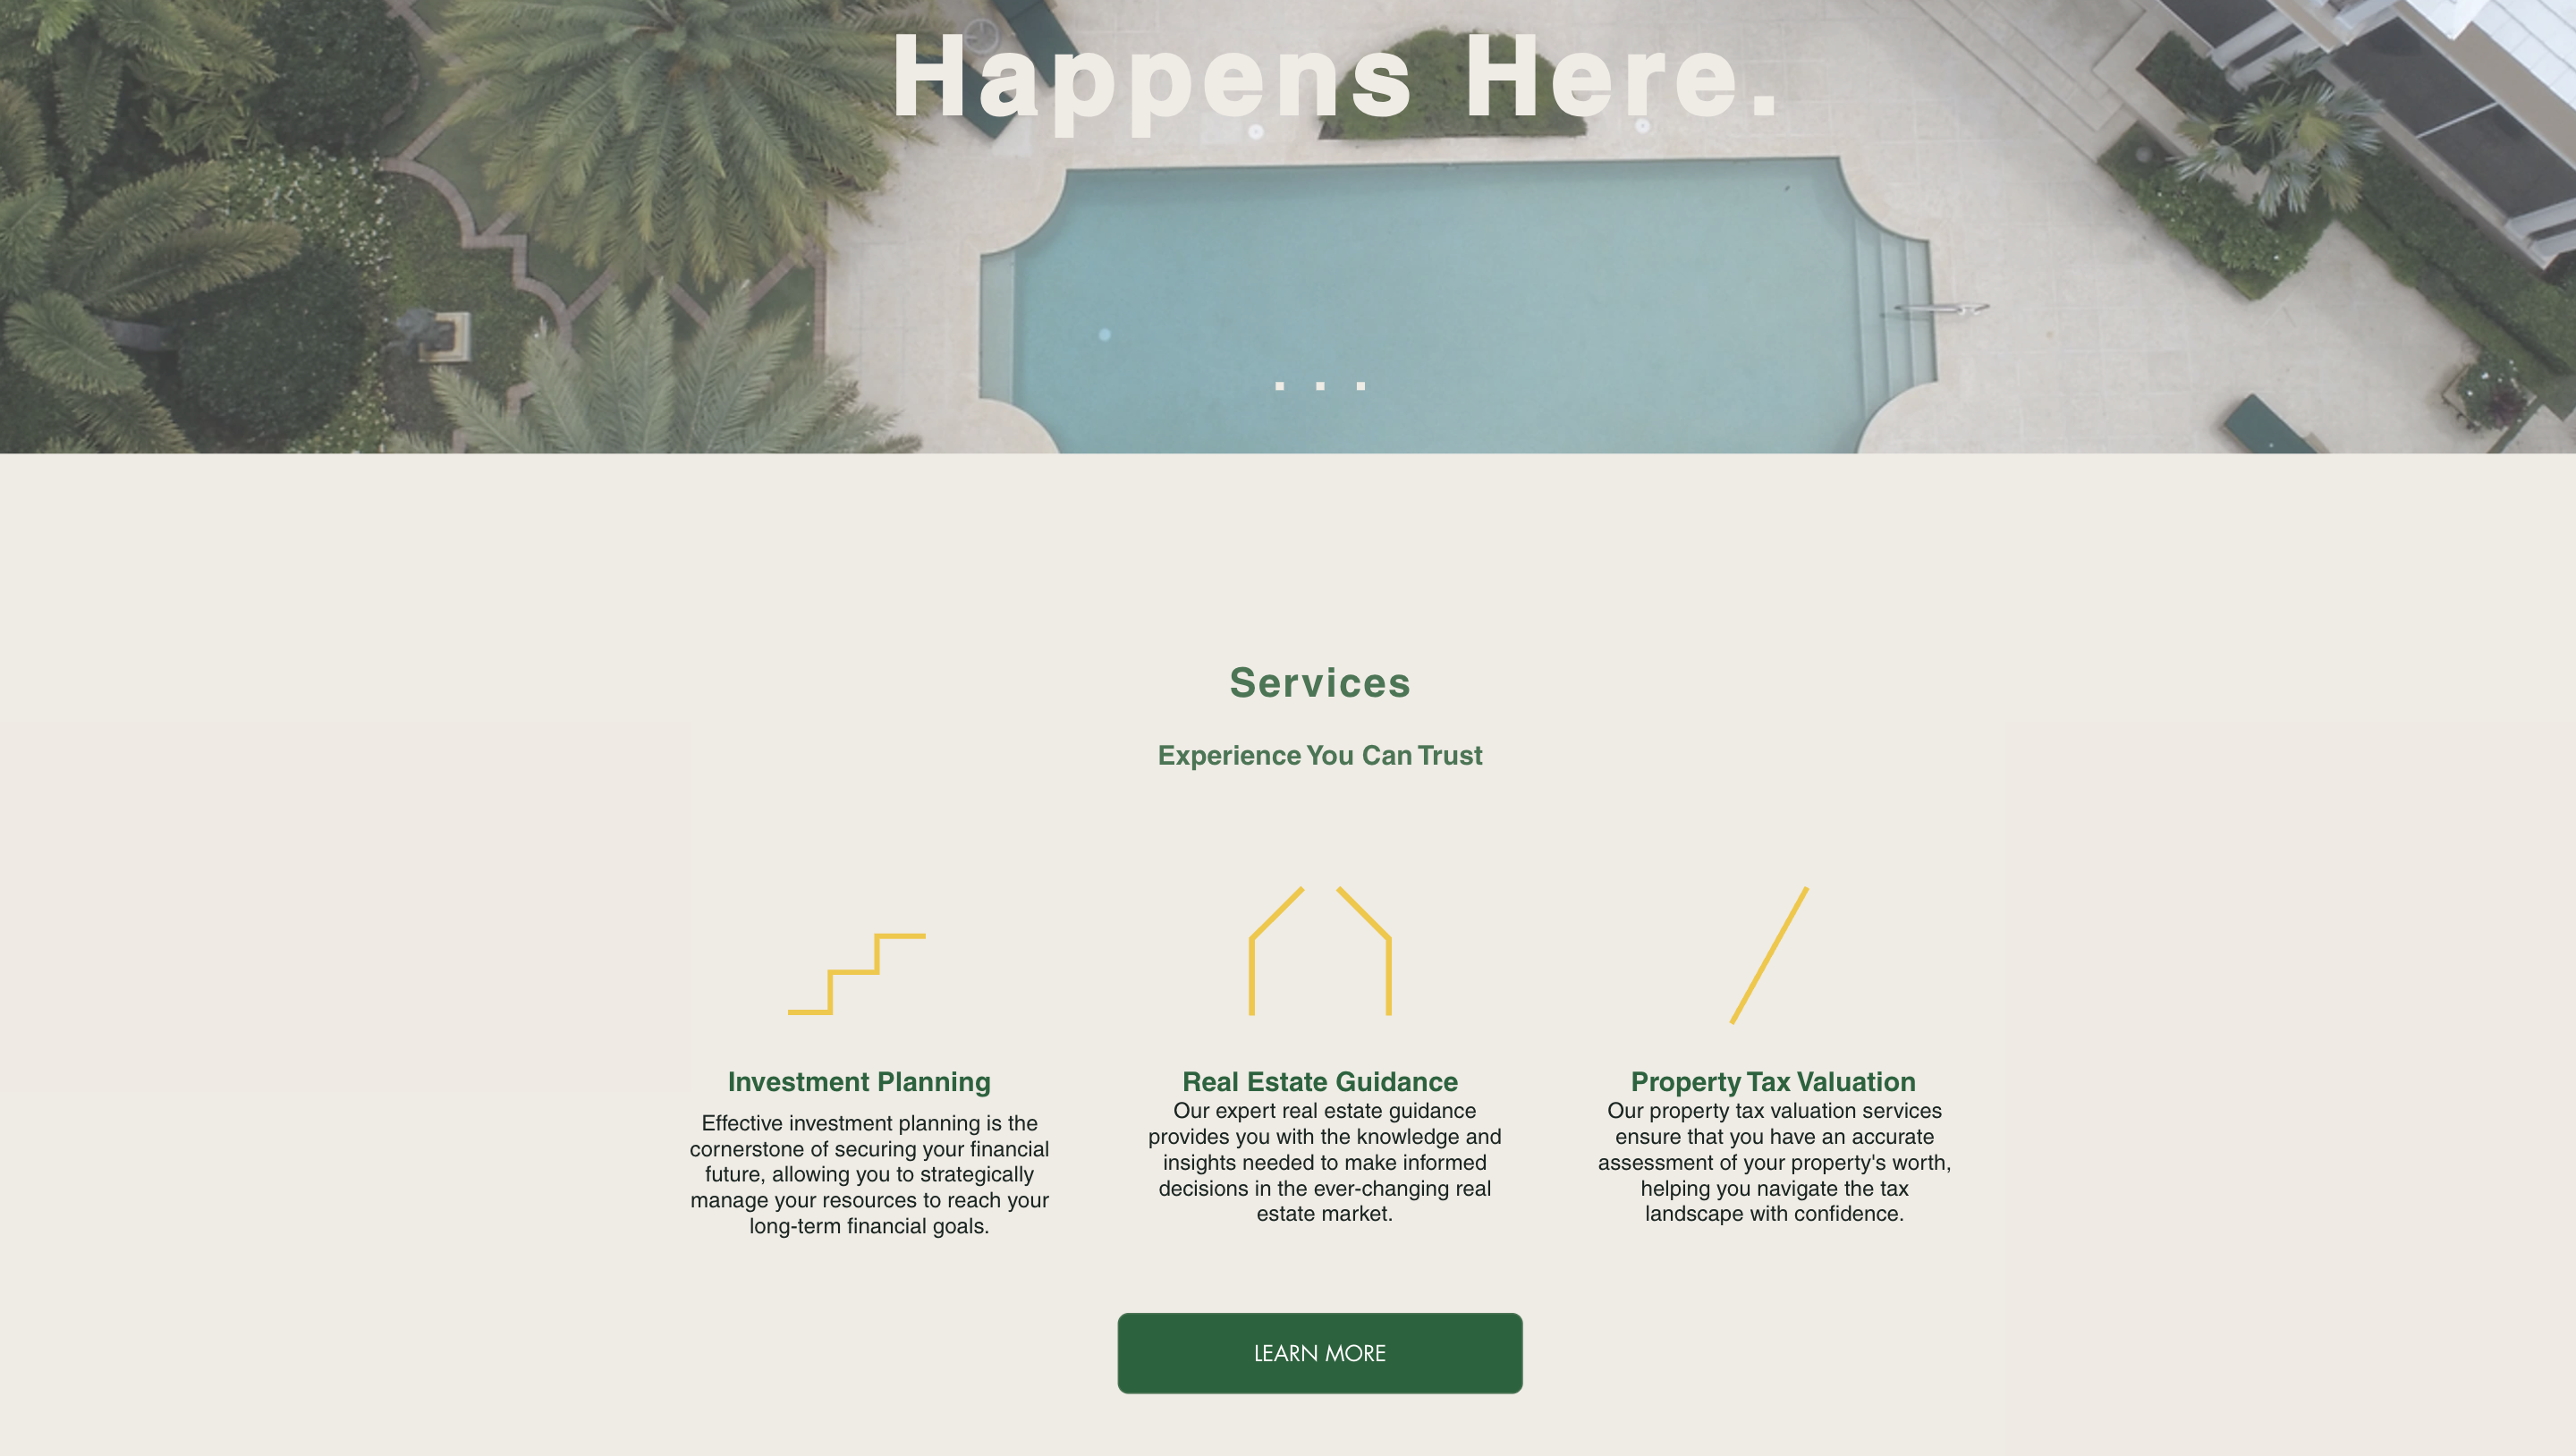 Happens Here.
Services
Experience You Can Trust
Investment Planning
Effective investment planning is the
cornerstone of securing your financial
future, allowing you to strategically
manage your resources to reach your
long-term financial goals.
Real Estate Guidance
Our expert real estate guidance
provides you with the knowledge and
insights needed to make informed
decisions in the ever-changing real
estate market.
Property Tax Valuation
Our property tax valuation services
ensure that you have an accurate
assessment of your property's worth,
helping you navigate the tax
landscape with confidence.
LEARN MORE